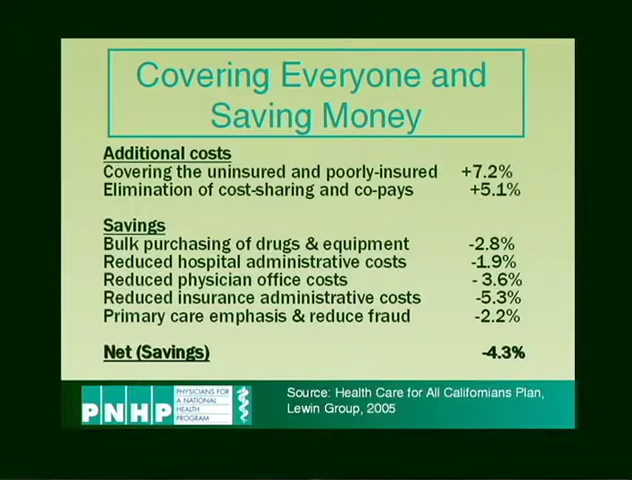 Covering Everyone and
Saving Money
Additional costs
Covering the uninsured and poorly-insured +7.2%
Elimination of cost-sharing and co-pays +5.1%
Savings
Bulk purchasing of drugs & equipment -2.8%
Reduced hospital administrative costs -1.9%
Reduced physician office costs - 3.6%
Reduced insurance administrative costs -5.3%
Primary care emphasis & reduce fraud -2.2%
Net (Savings) -4.3%
PNHP
PHYSICIANS FOR
A NATIONAL
HEALTH
PROGRAM
Source: Health Care for All Californians Plan,
Lewin Group, 2005